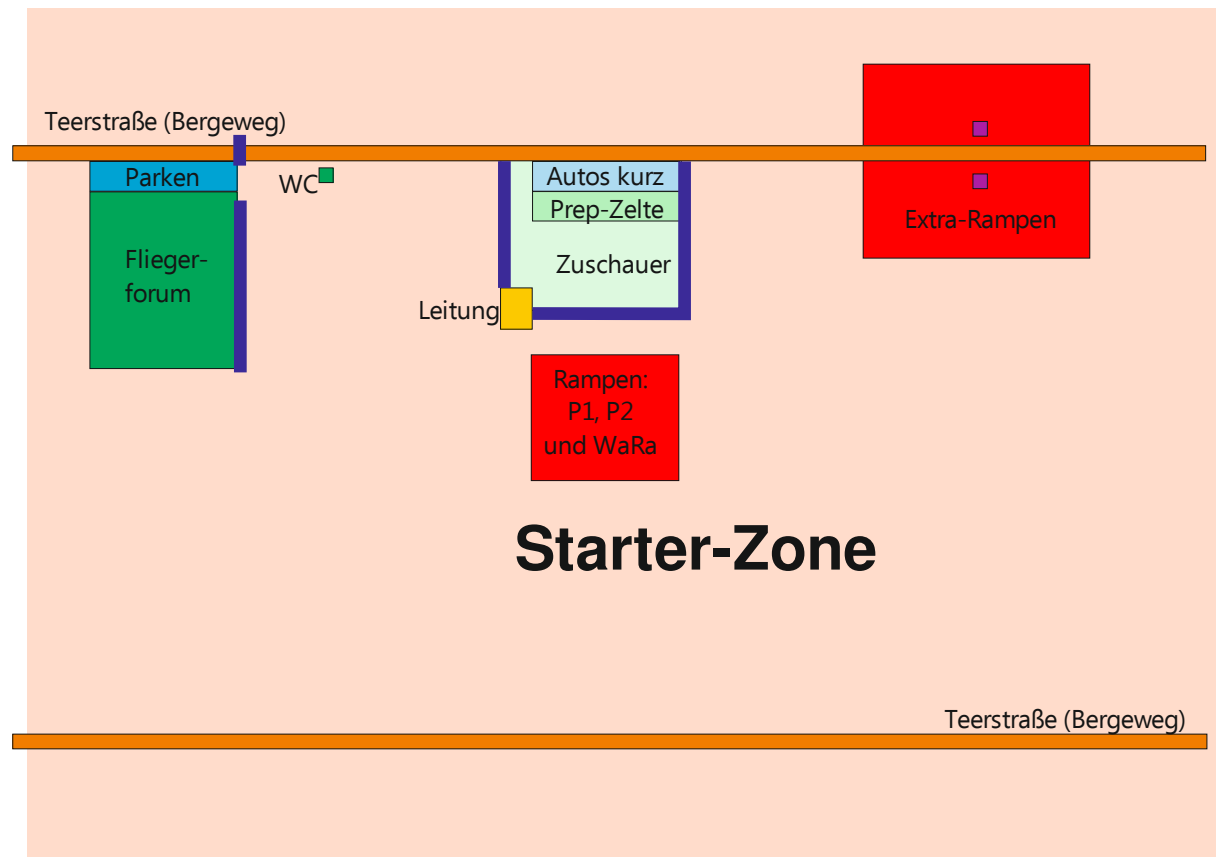 Teerstraße (Bergeweg)
Parken
WC
Autos kurz
Prep-Zelte
Extra-Rampen
Flieger-
forum
Zuschauer
Leitung
Rampen:
P1, P2
und WaRa
Starter-Zone
Teerstraße (Bergeweg)